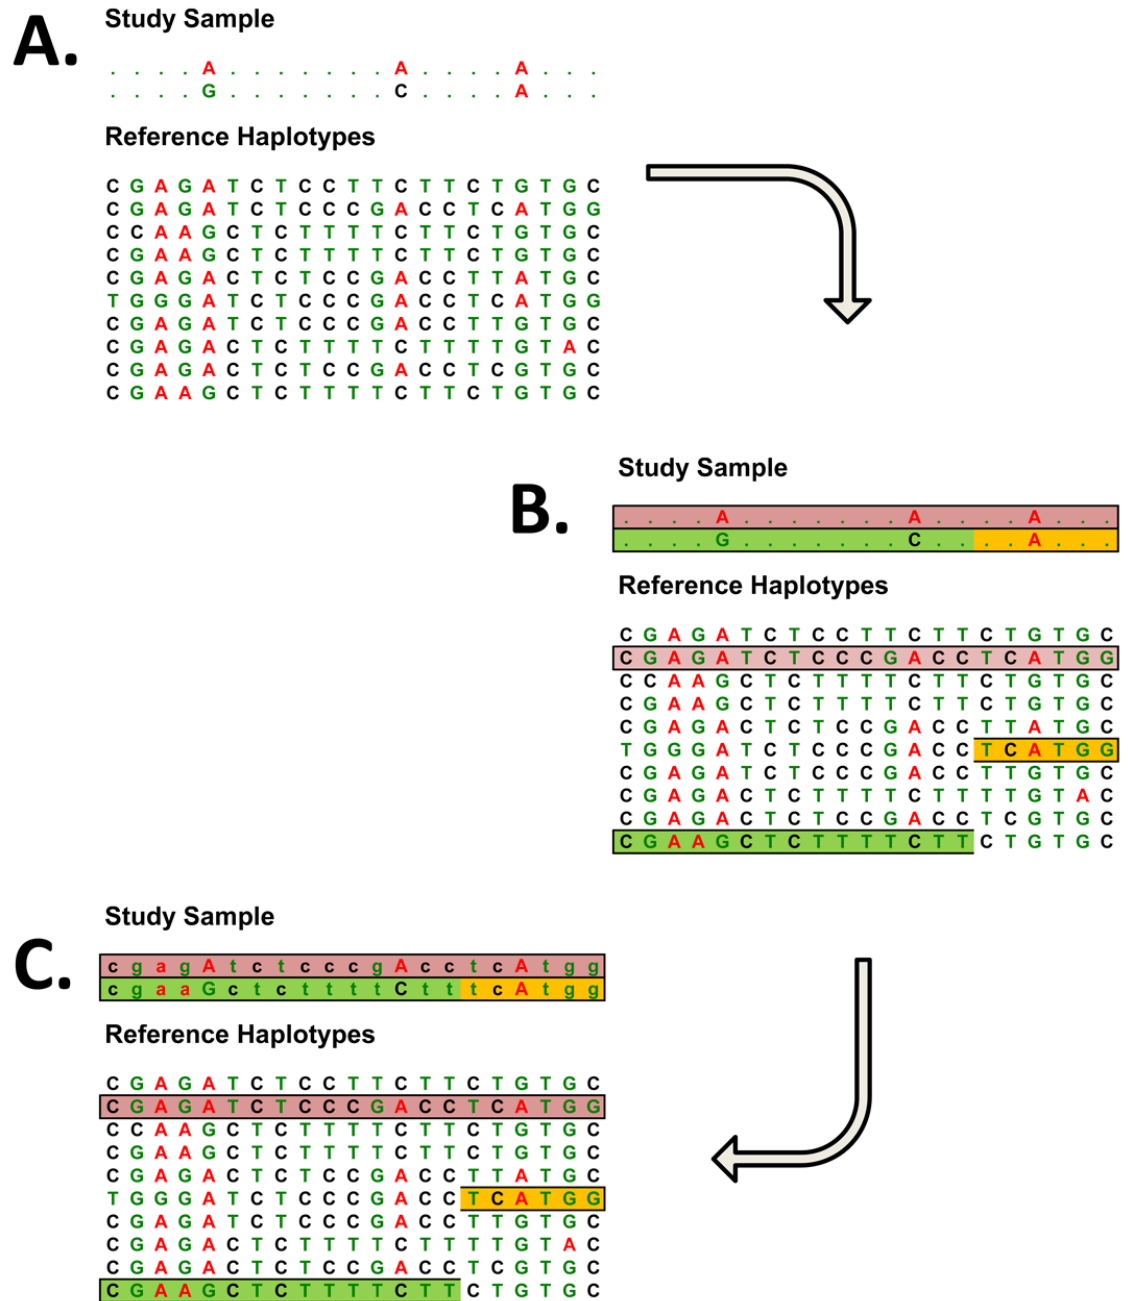 A.
Study Sample
. . . . A . . . . . . . A . . . . A . . .
. . . . G . . . . . . . C . . . . A . . .
Reference Haplotypes
C G A G A T C T C C T T C T T C T G T G C
C G A G A T C T C C C G A C C T C A T G G
C C A A G C T C T T T T C T T C T G T G C
C G A A G C T C T T T T C T T C T G T G C
C G A G A C T C T C C G A C C T T A T G C
T G G G A T C T C C C G A C C T C A T G G
C G A G A T C T C C C G A C C T T G T G C
C G A G A C T C T T T T C T T T T G T A C
C G A G A C T C T C C G A C C T C G T G C
C G A A G C T C T T T T C T T C T G T G C
B.
Study Sample
. . . . A . . . . . . . A . . . . A . . .
. . . . G . . . . . . . C . . . . A . . .
Reference Haplotypes
C G A G A T C T C C T T C T T C T G T G C
C G A G A T C T C C C G A C C T C A T G G
C C A A G C T C T T T T C T T C T G T G C
C G A A G C T C T T T T C T T C T G T G C
C G A G A C T C T C C G A C C T T A T G C
T G G G A T C T C C C G A C C T C A T G G
C G A G A T C T C C C G A C C T T G T G C
C G A G A C T C T T T T C T T T T G T A C
C G A G A C T C T C C G A C C T C G T G C
C G A A G C T C T T T T C T T C T G T G C
C.
Study Sample
c g a g A t c t c c c g A c c t c A t g g
c g a a G c t c t t t t C t t t c A t g g
Reference Haplotypes
C G A G A T C T C C T T C T T C T G T G C
C G A G A T C T C C C G A C C T C A T G G
C C A A G C T C T T T T C T T C T G T G C
C G A A G C T C T T T T C T T C T G T G C
C G A G A C T C T C C G A C C T T A T G C
T G G G A T C T C C C G A C C T C A T G G
C G A G A T C T C C C G A C C T T G T G C
C G A G A C T C T T T T C T T T T G T A C
C G A G A C T C T C C G A C C T C G T G C
C G A A G C T C T T T T C T T C T G T G C